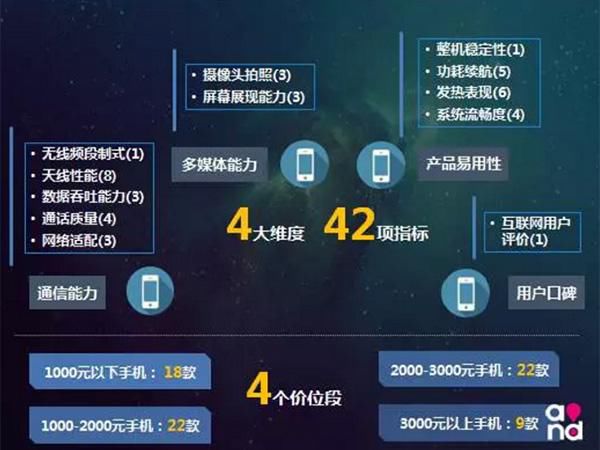 • 整机稳定性(1)
• 功耗续航(5)
• 发热表现(6)
• 系统流畅度(4)
• 摄像头拍照(3)
• 屏幕展现能力(3)
• 无线频段制式(1)
• 天线性能(8)
• 数据吞吐能力(3)
• 通话质量(4)
• 网络适配(3)
多媒体能力
产品易用性
4大维度 42项指标
• 互联网用户
评价(1)
通信能力
用户口碑
1000元以下手机：18款
2000-3000元手机：22款
4个价位段
1000-2000元手机：22款
3000元以上手机：9款
and